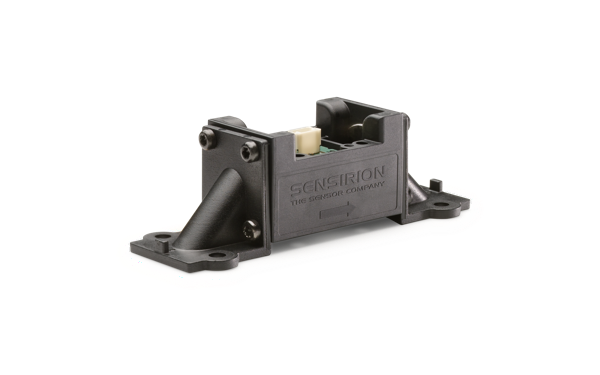 SENSIRION
THE SENSOR COMPANY